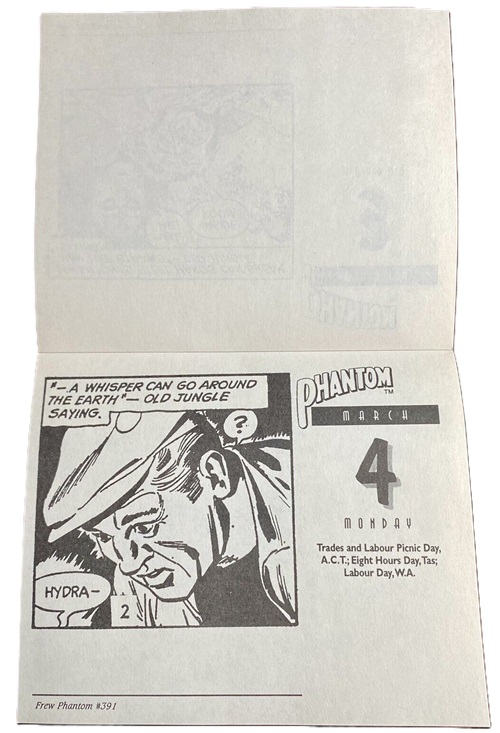 "—A WHISPER CAN GO AROUND
THE EARTH"— OLD JUNGLE
SAYING.
?
HYDRA—
2
PHANTOM TM
MARCH
4
MONDAY
Trades and Labour Picnic Day,
A.C.T.; Eight Hours Day, Tas;
Labour Day, W.A.
Frew Phantom #391